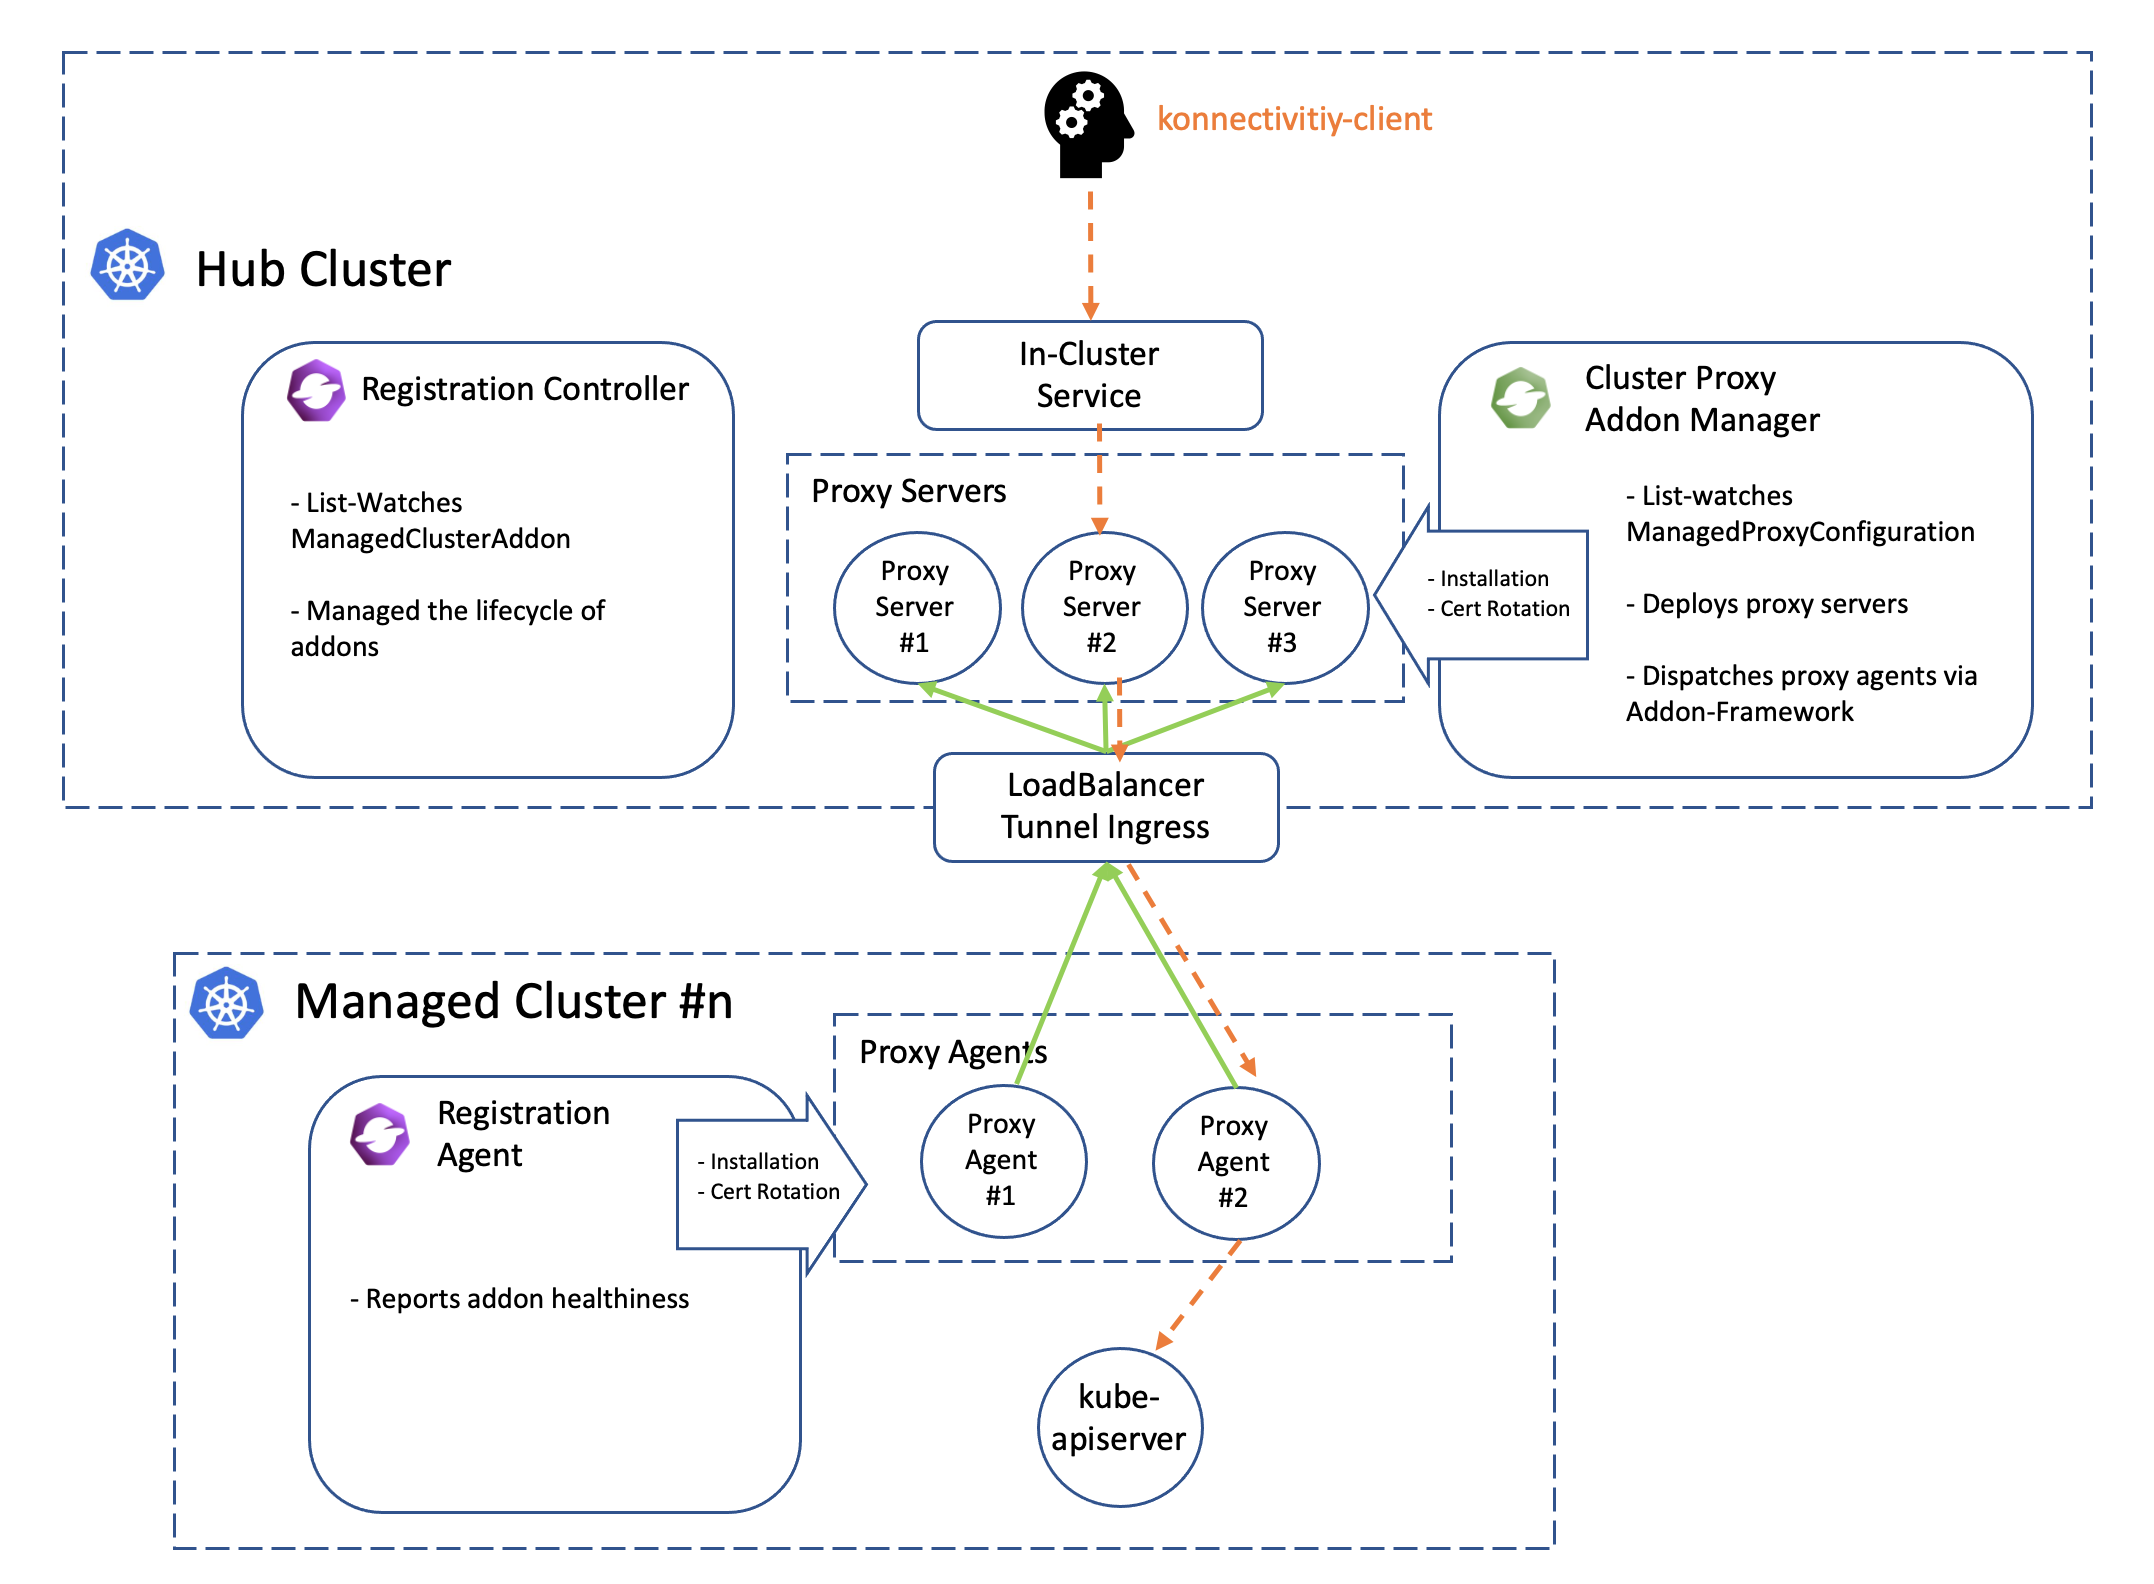 konnectivitiy-client
Hub Cluster
In-Cluster
Service
Registration Controller
- List-Watches
ManagedClusterAddon
- Managed the lifecycle of
addons
Proxy Servers
Proxy
Server
#1
Proxy
Server
#2
Proxy
Server
#3
- Installation
- Cert Rotation
Cluster Proxy
Addon Manager
- List-watches
ManagedProxyConfiguration
- Deploys proxy servers
- Dispatches proxy agents via
Addon-Framework
LoadBalancer
Tunnel Ingress
Managed Cluster #n
Registration
Agent
- Reports addon healthiness
- Installation
- Cert Rotation
Proxy Agents
Proxy
Agent
#1
Proxy
Agent
#2
kube-
apiserver